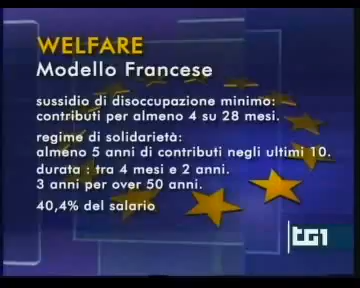 WELFARE
Modello Francese
sussidio di disoccupazione minimo:
contributi per almeno 4 su 28 mesi.
regime di solidarietà:
almeno 5 anni di contributi negli ultimi 10.
durata : tra 4 mesi e 2 anni.
3 anni per over 50 anni.
40,4% del salario
tg1